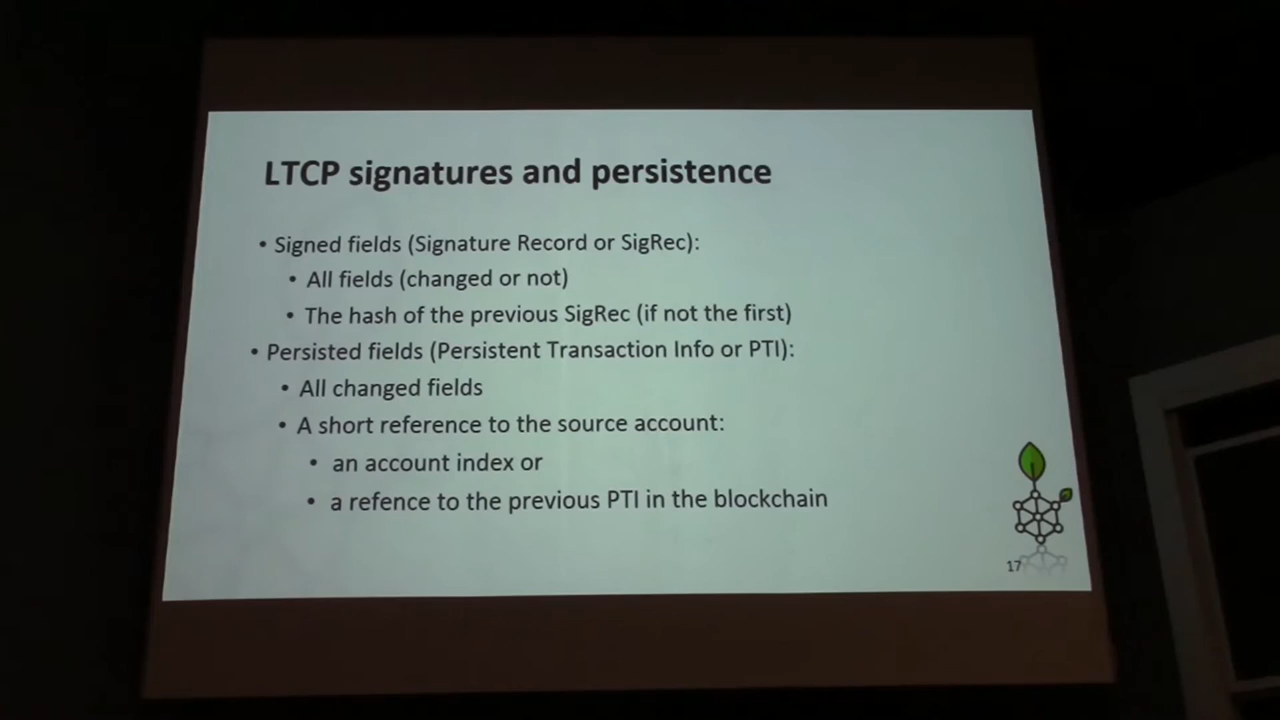 LTCP signatures and persistence
• Signed fields (Signature Record or SigRec):
• All fields (changed or not)
• The hash of the previous SigRec (if not the first)
• Persisted fields (Persistent Transaction Info or PTI):
• All changed fields
• A short reference to the source account:
• an account index or
• a refence to the previous PTI in the blockchain
17